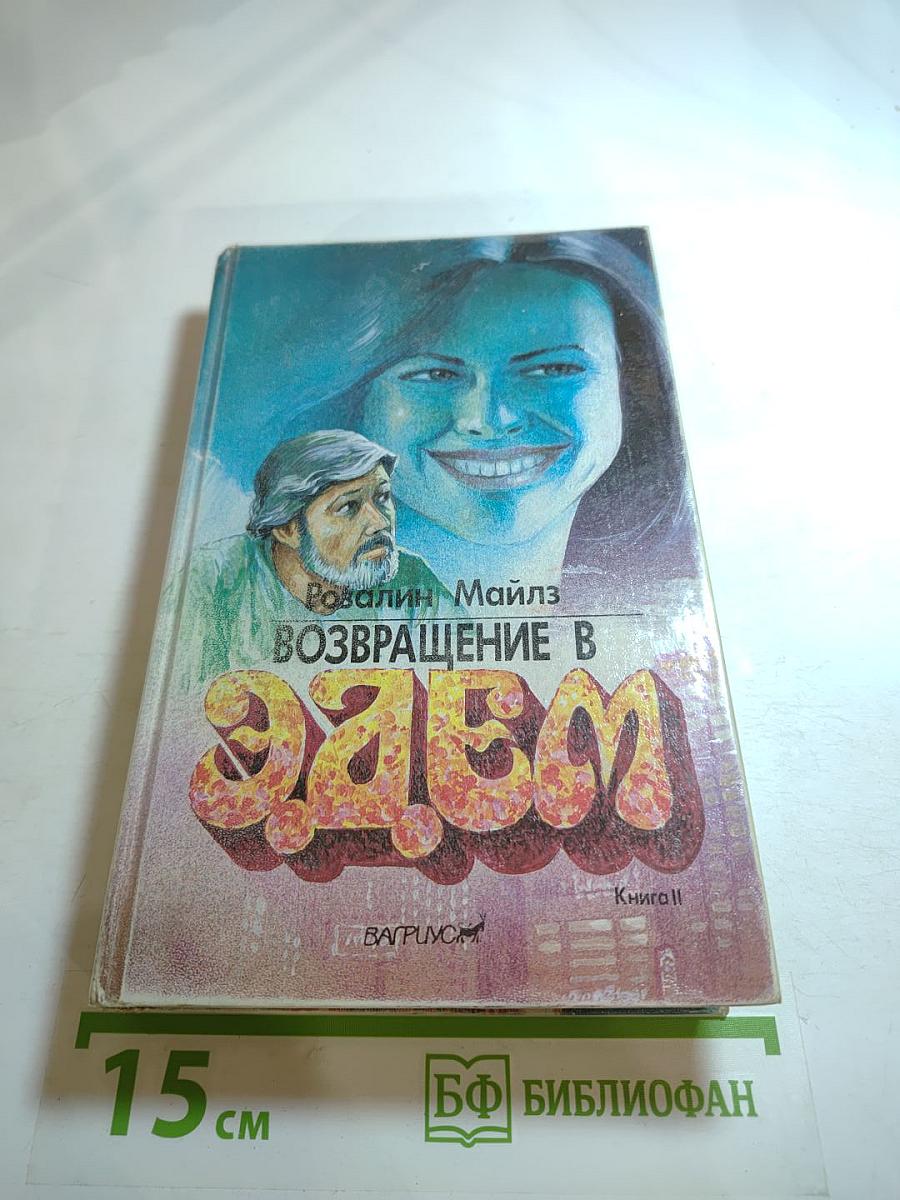 Розалин Майлз
ВОЗВРАЩЕНИЕ В
ЭДЕМ
Книга II
ВАГРИУС
15 см
БФ БИБЛИОФАН